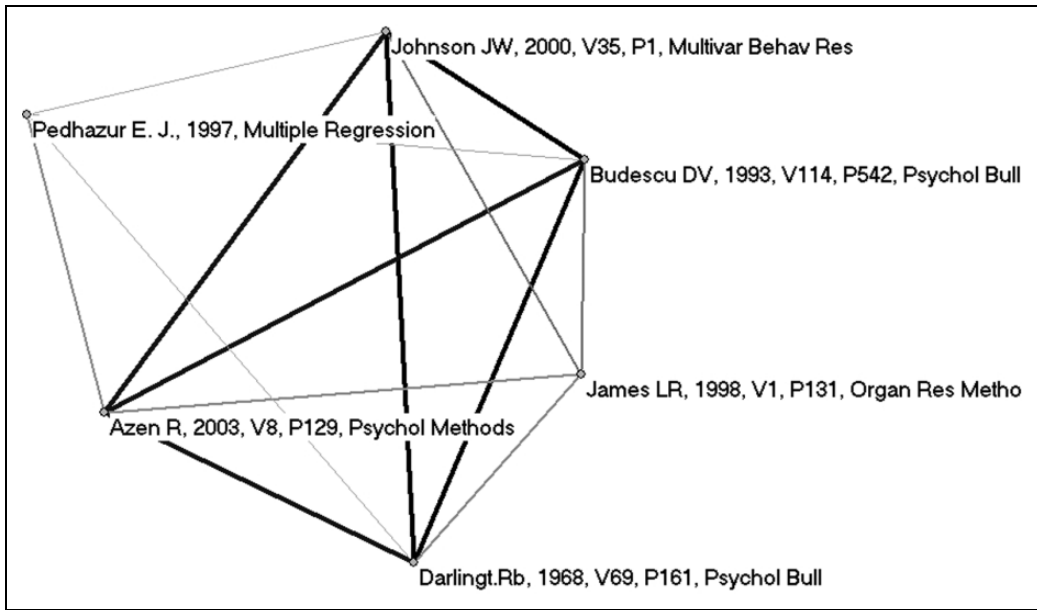 Johnson JW, 2000, V35, P1, Multivar Behav Res
Pedhazur E. J., 1997, Multiple Regression
Budescu DV, 1993, V114, P542, Psychol Bull
James LR, 1998, V1, P131, Organ Res Metho
Azen R, 2003, V8, P129, Psychol Methods
Darlingt.Rb, 1968, V69, P161, Psychol Bull